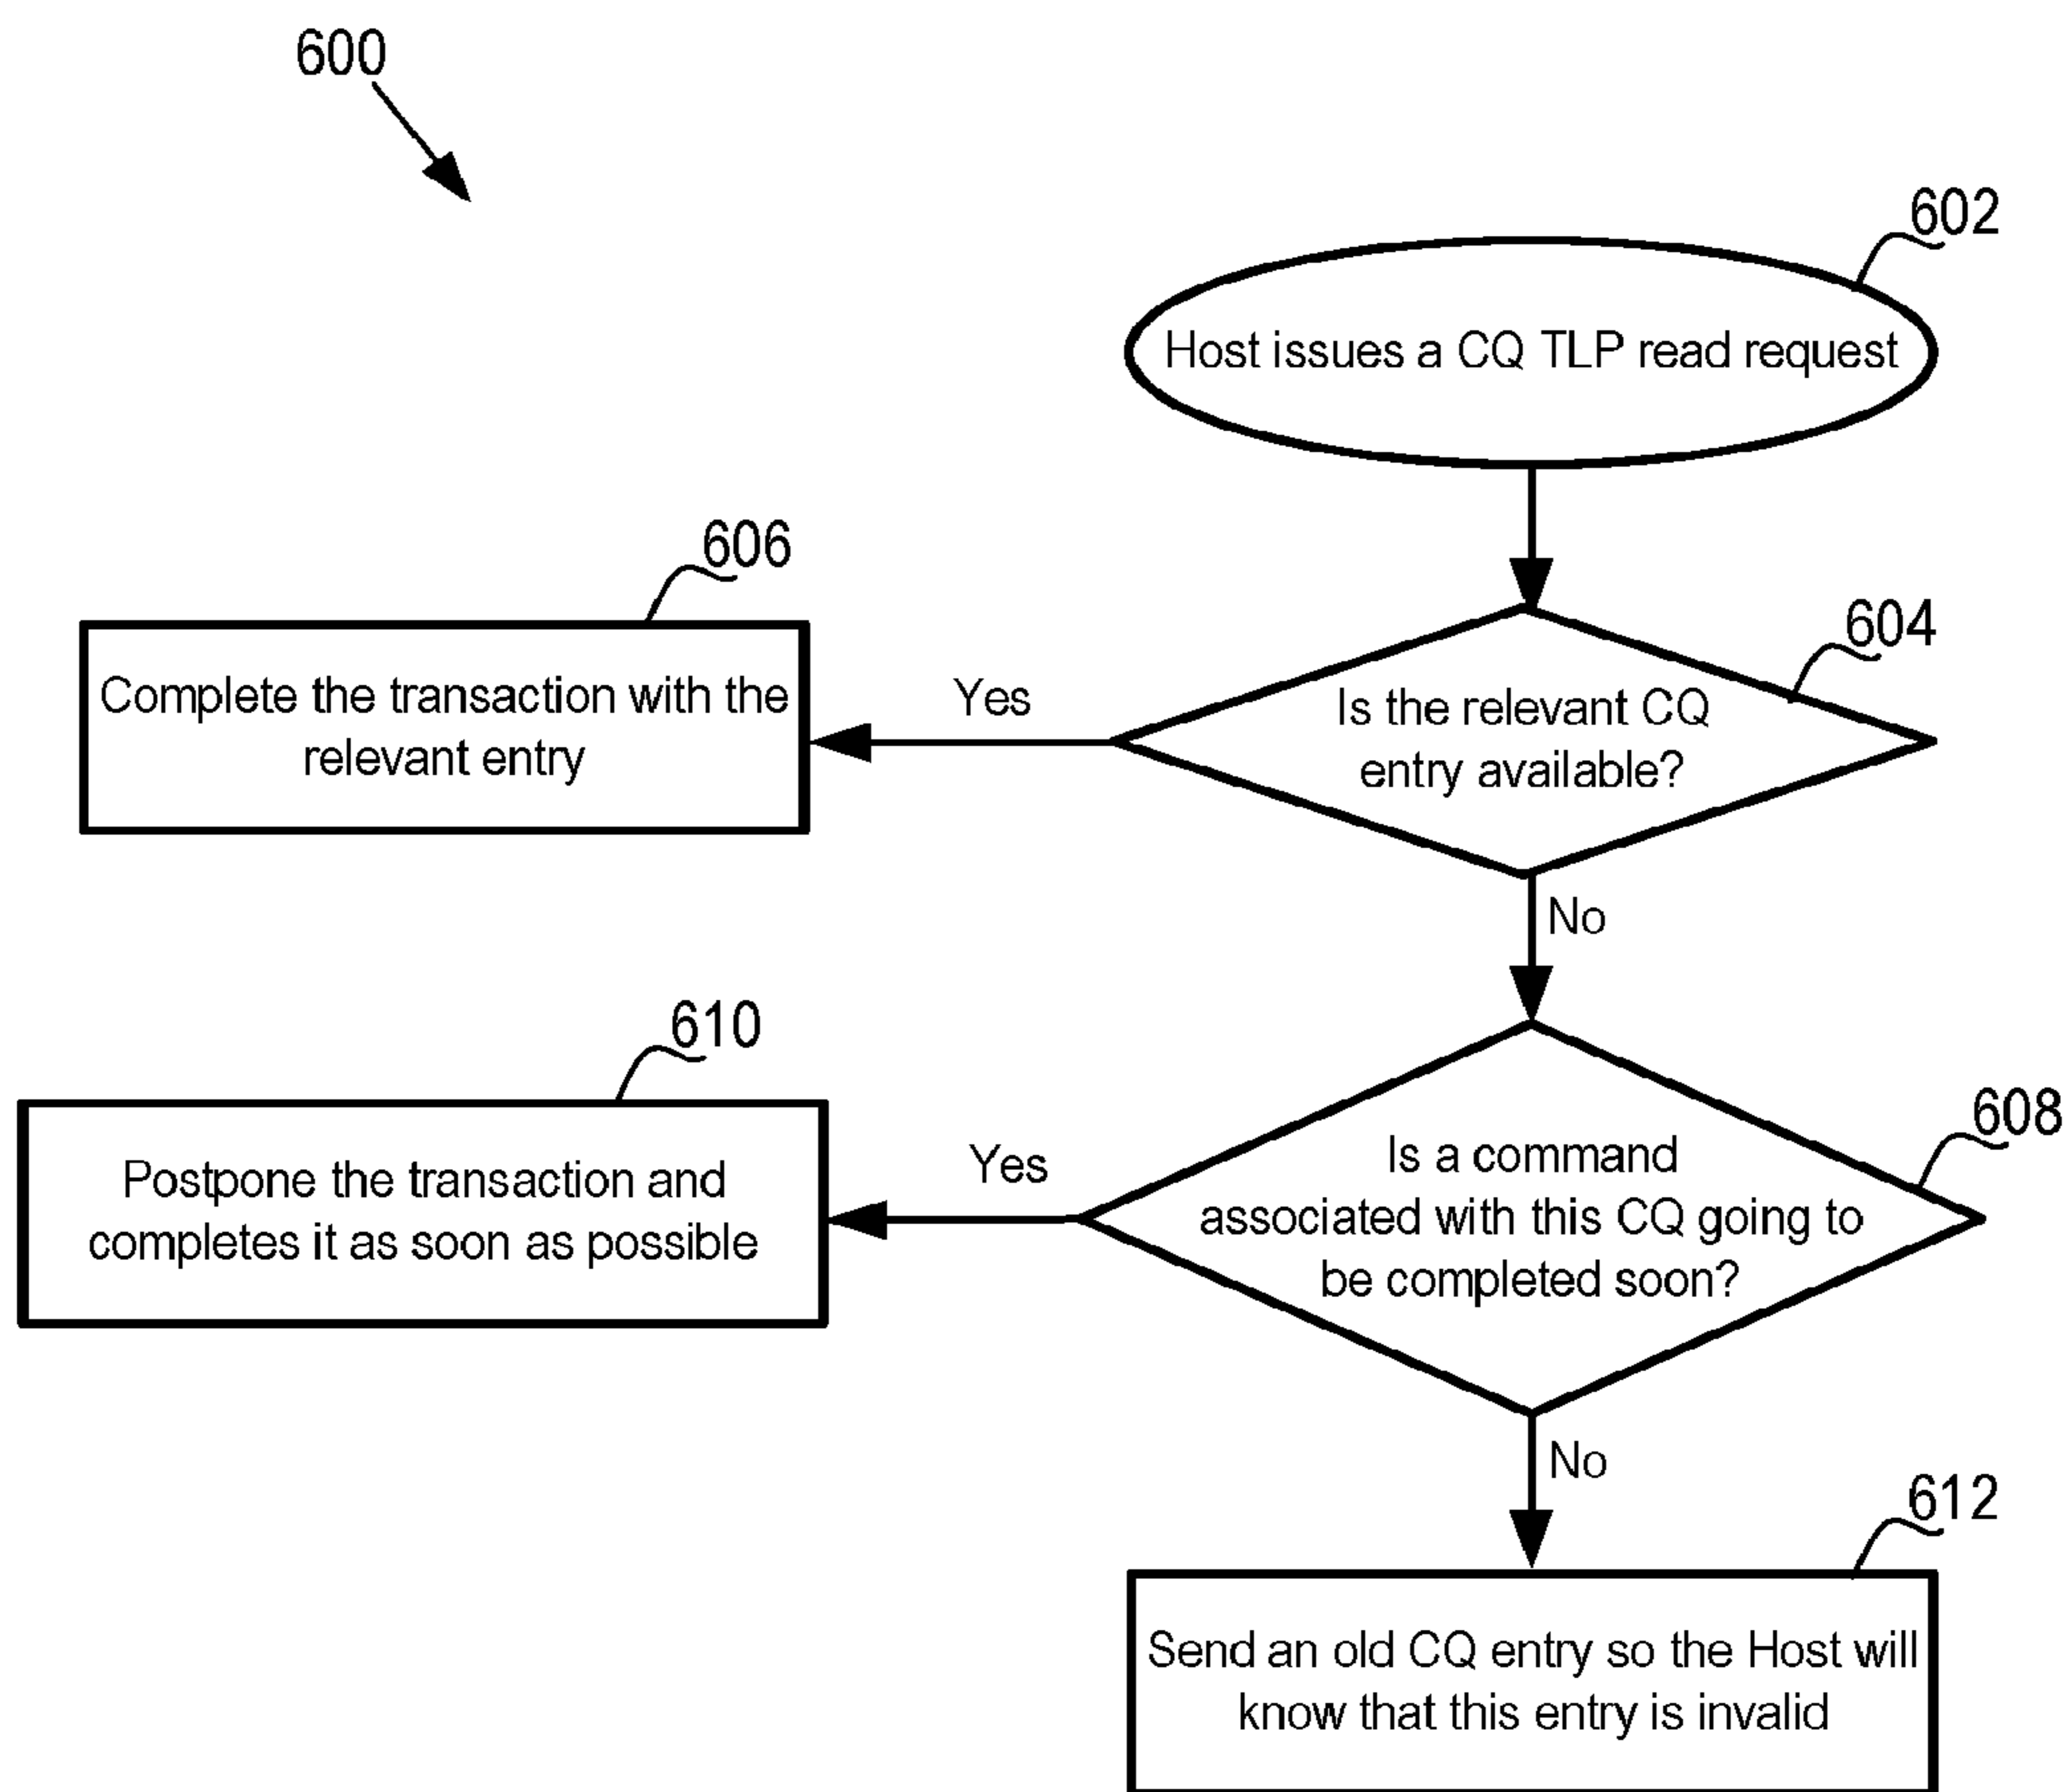 600
602
Host issues a CQ TLP read request
606
604
Complete the transaction with the
relevant entry
Yes
Is the relevant CQ
entry available?
No
610
608
Postpone the transaction and
completes it as soon as possible
Yes
Is a command
associated with this CQ going to
be completed soon?
No
612
Send an old CQ entry so the Host will
know that this entry is invalid